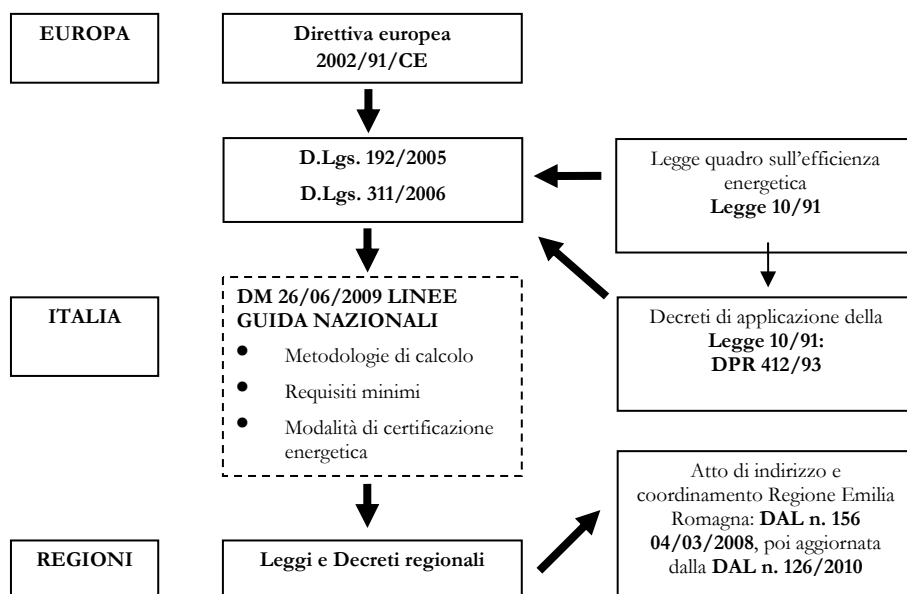 EUROPA
Direttiva europea
2002/91/CE
D.Lgs. 192/2005
D.Lgs. 311/2006
Legge quadro sull'efficienza
energetica
Legge 10/91
ITALIA
DM 26/06/2009 LINEE
GUIDA NAZIONALI
• Metodologie di calcolo
• Requisiti minimi
• Modalità di certificazione
energetica
Decreti di applicazione della
Legge 10/91:
DPR 412/93
REGIONI
Leggi e Decreti regionali
Atto di indirizzo e
coordinamento Regione Emilia
Romagna: DAL n. 156
04/03/2008, poi aggiornata
dalla DAL n. 126/2010